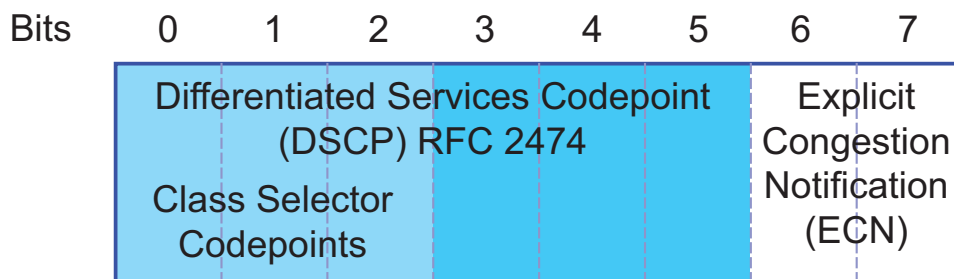 Bits 0 1 2 3 4 5 6 7
Differentiated Services Codepoint
(DSCP) RFC 2474
Class Selector
Codepoints
Explicit
Congestion
Notification
(ECN)